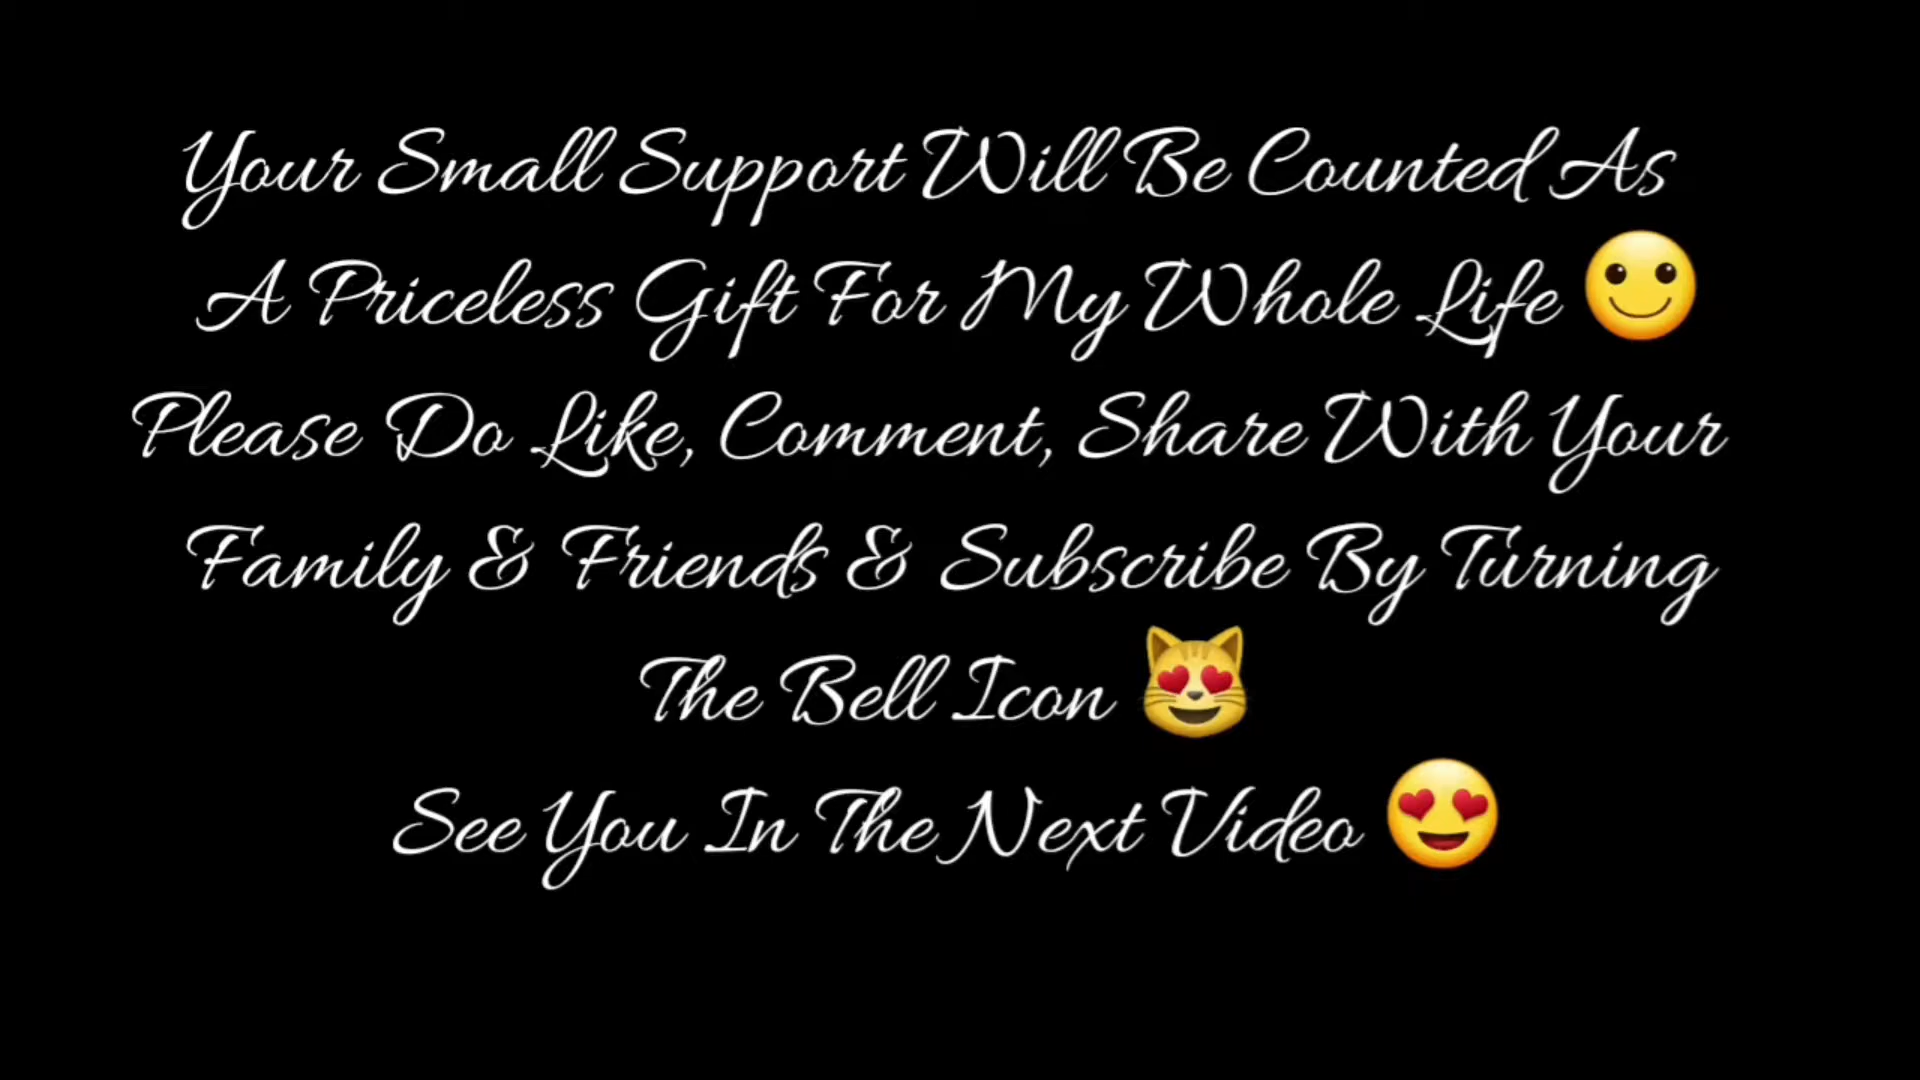 Your Small Support Will Be Counted As
A Priceless Gift For My Whole Life 🙂
Please Do Like, Comment, Share With Your
Family & Friends & Subscribe By Turning
The Bell Icon 😻
See You In The Next Video 😍